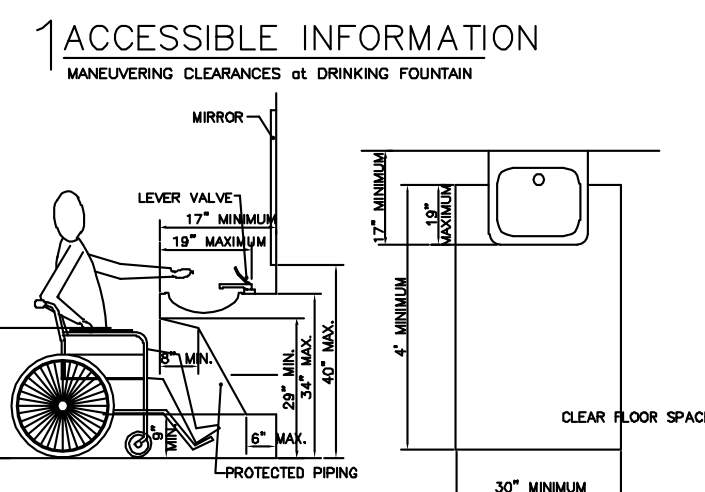 1 ACCESSIBLE INFORMATION
MANEUVERING CLEARANCES at DRINKING FOUNTAIN
MIRROR
LEVER VALVE
17" MINIMUM
19" MAXIMUM
8" MIN.
29" MIN.
34" MAX.
40" MAX.
9"
MIN.
6" MAX.
PROTECTED PIPING
17" MINIMUM
19"
MAXIMUM
4' MINIMUM
CLEAR FLOOR SPAC
30" MINIMUM